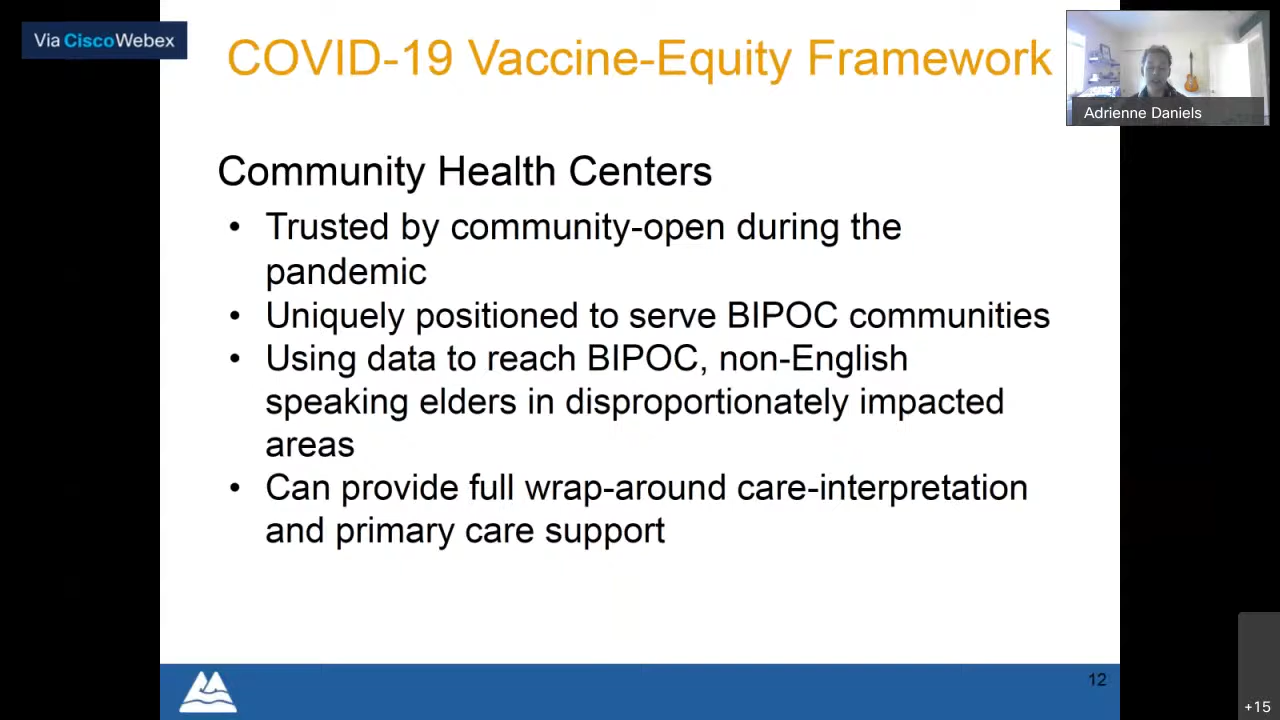 Via CiscoWebex
COVID-19 Vaccine-Equity Framework
Adrienne Daniels
Community Health Centers
• Trusted by community-open during the
pandemic
• Uniquely positioned to serve BIPOC communities
• Using data to reach BIPOC, non-English
speaking elders in disproportionately impacted
areas
• Can provide full wrap-around care-interpretation
and primary care support
12
+15